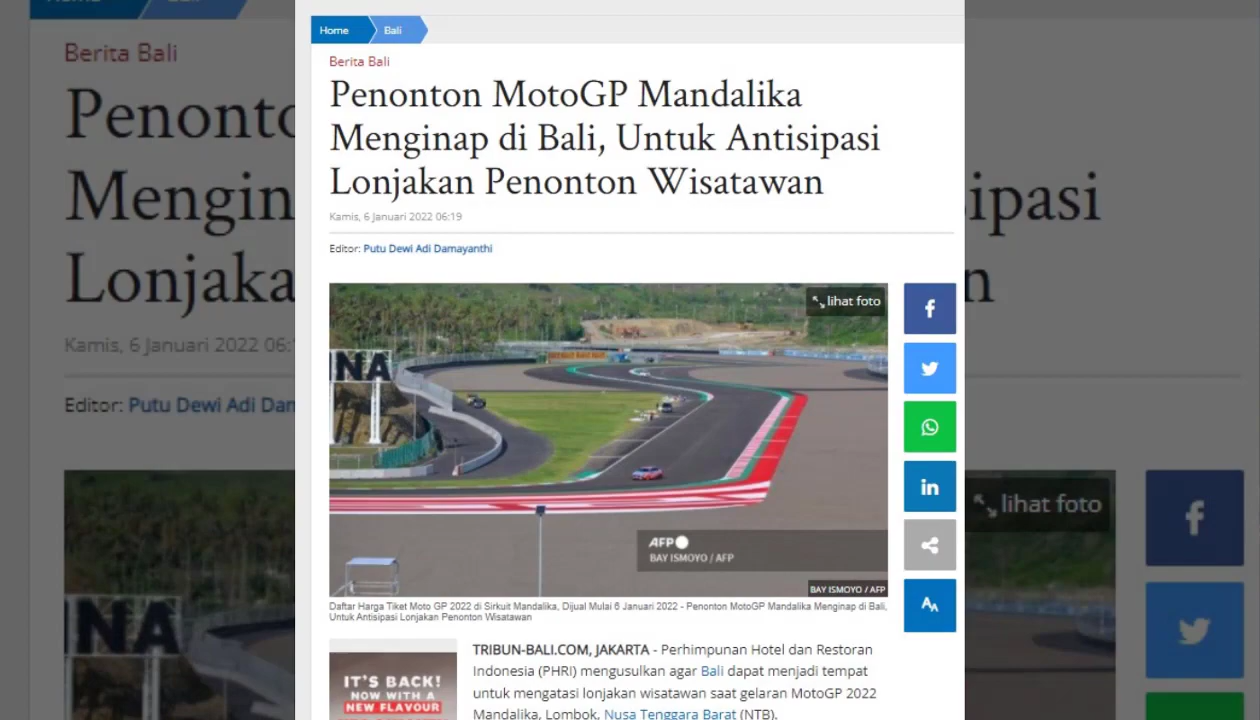 Home
Bali
Berita Bali
Penonton MotoGP Mandalika
Menginap di Bali, Untuk Antisipasi
Lonjakan Penonton Wisatawan
Kamis, 6 Januari 2022 06:19
Editor: Putu Dewi Adi Damayanthi
lihat foto
NA
AFP
BAY ISMOYO / AFP
BAY ISMOYO / AFP
Daftar Harga Tiket Moto GP 2022 di Sirkuit Mandalika, Dijual Mulai 6 Januari 2022 - Penonton MotoGP Mandalika Menginap di Bali,
Untuk Antisipasi Lonjakan Penonton Wisatawan
IT'S BACK!
NOW WITH A
NEW FLAVOUR
TRIBUN-BALI.COM, JAKARTA - Perhimpunan Hotel dan Restoran
Indonesia (PHRI) mengusulkan agar Bali dapat menjadi tempat
untuk mengatasi lonjakan wisatawan saat gelaran MotoGP 2022
Mandalika, Lombok, Nusa Tenggara Barat (NTB).